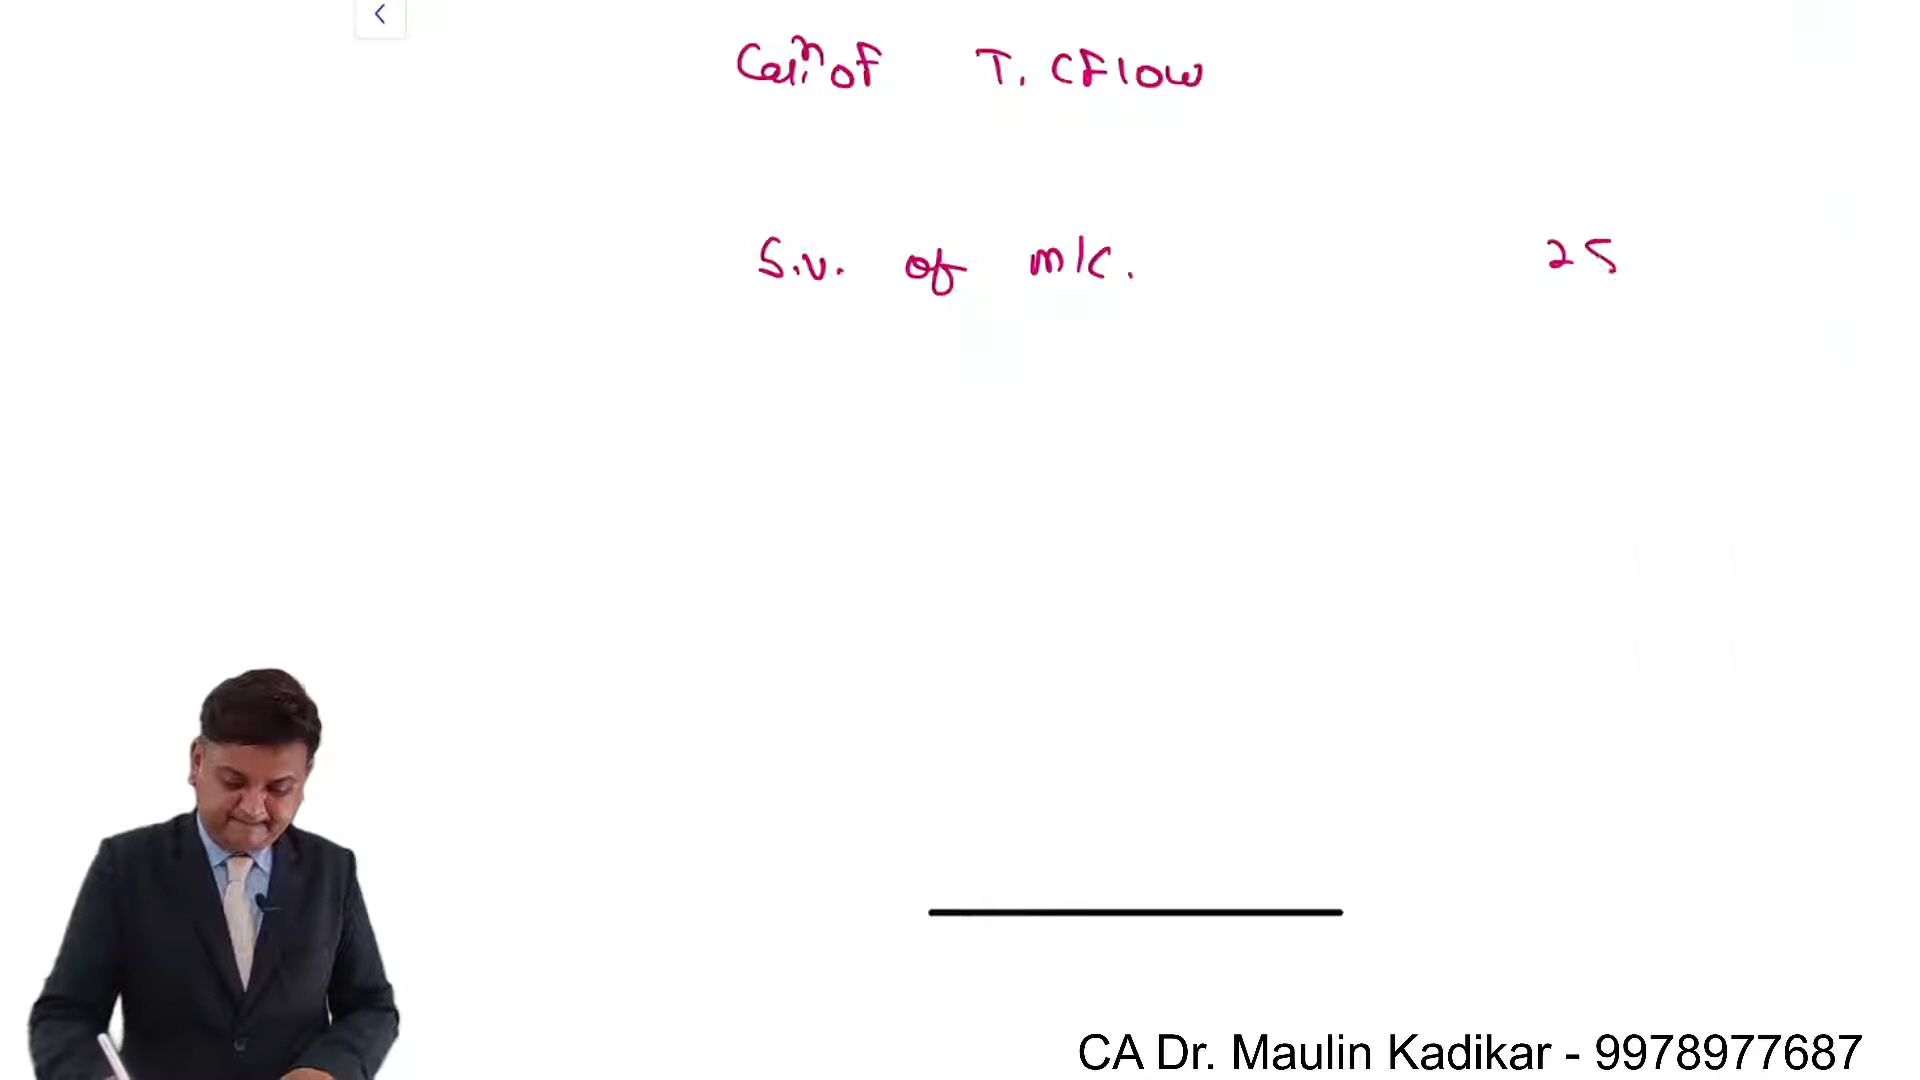 Calⁿ of T. CFlow
S.V. of m/c. 25
CA Dr. Maulin Kadikar - 9978977687